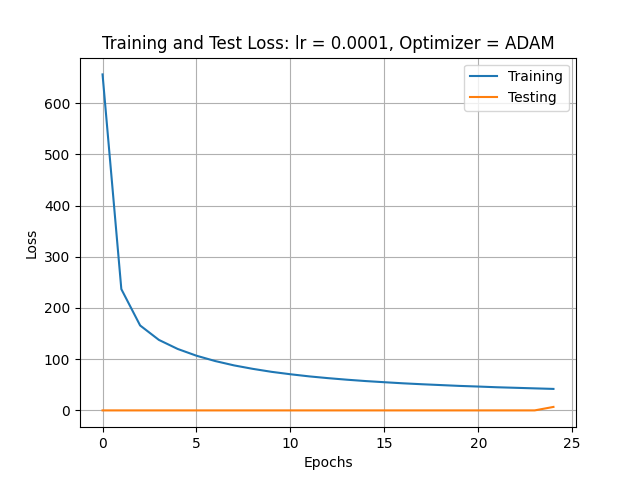 Training and Test Loss: lr = 0.0001, Optimizer = ADAM
Training
Testing
600
500
400
300
200
100
0
Loss
0 5 10 15 20 25
Epochs